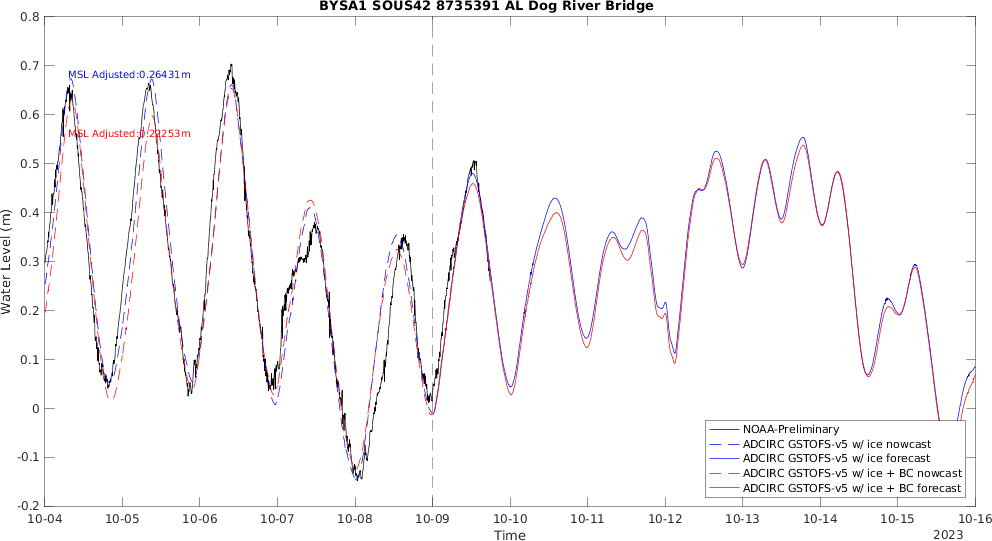 BYSA1 SOUS42 8735391 AL Dog River Bridge
0.8
0.7
0.6
0.5
0.4
0.3
0.2
0.1
0
-0.1
-0.2
Water Level (m)
MSL Adjusted:0.26431m
MSL Adjusted:0.22253m
NOAA-Preliminary
ADCIRC GSTOFS-v5 w/ ice nowcast
ADCIRC GSTOFS-v5 w/ ice forecast
ADCIRC GSTOFS-v5 w/ ice + BC nowcast
ADCIRC GSTOFS-v5 w/ ice + BC forecast
10-04 10-05 10-06 10-07 10-08 10-09 10-10 10-11 10-12 10-13 10-14 10-15 10-16
Time
2023